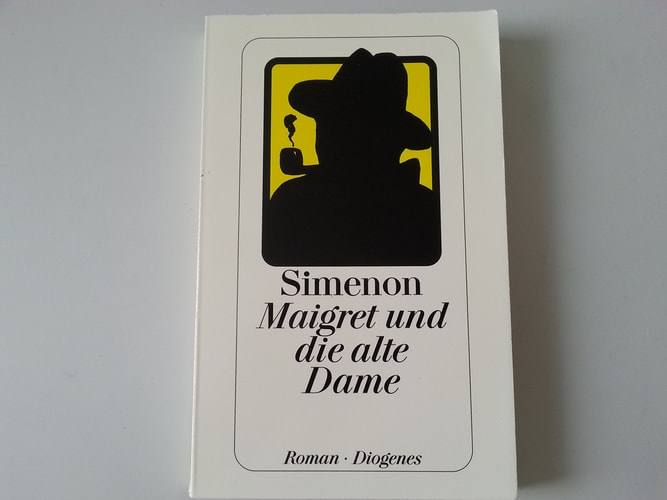 Simenon
Maigret und
die alte
Dame
Roman · Diogenes